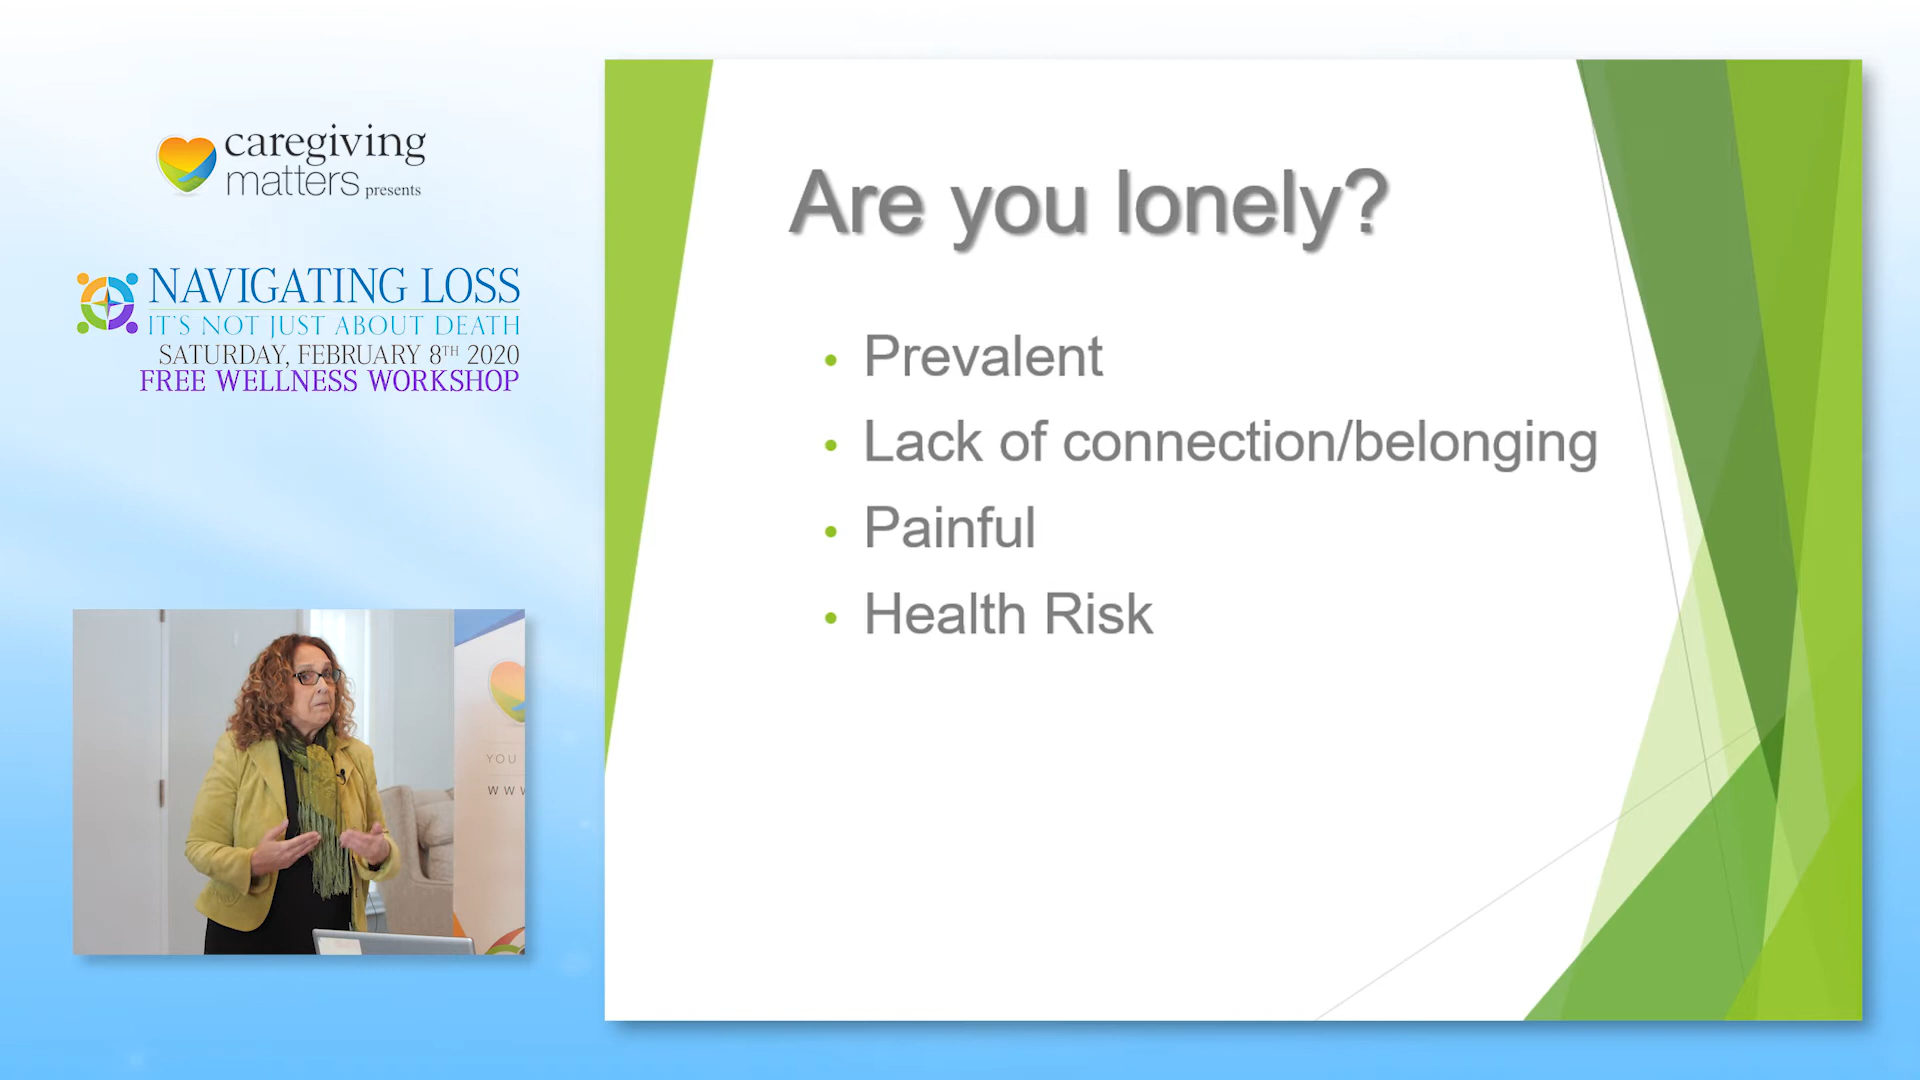 caregiving
matters presents
NAVIGATING LOSS
IT'S NOT JUST ABOUT DEATH
SATURDAY, FEBRUARY 8TH 2020
FREE WELLNESS WORKSHOP
Are you lonely?
• Prevalent
• Lack of connection/belonging
• Painful
• Health Risk
YOU
WWW